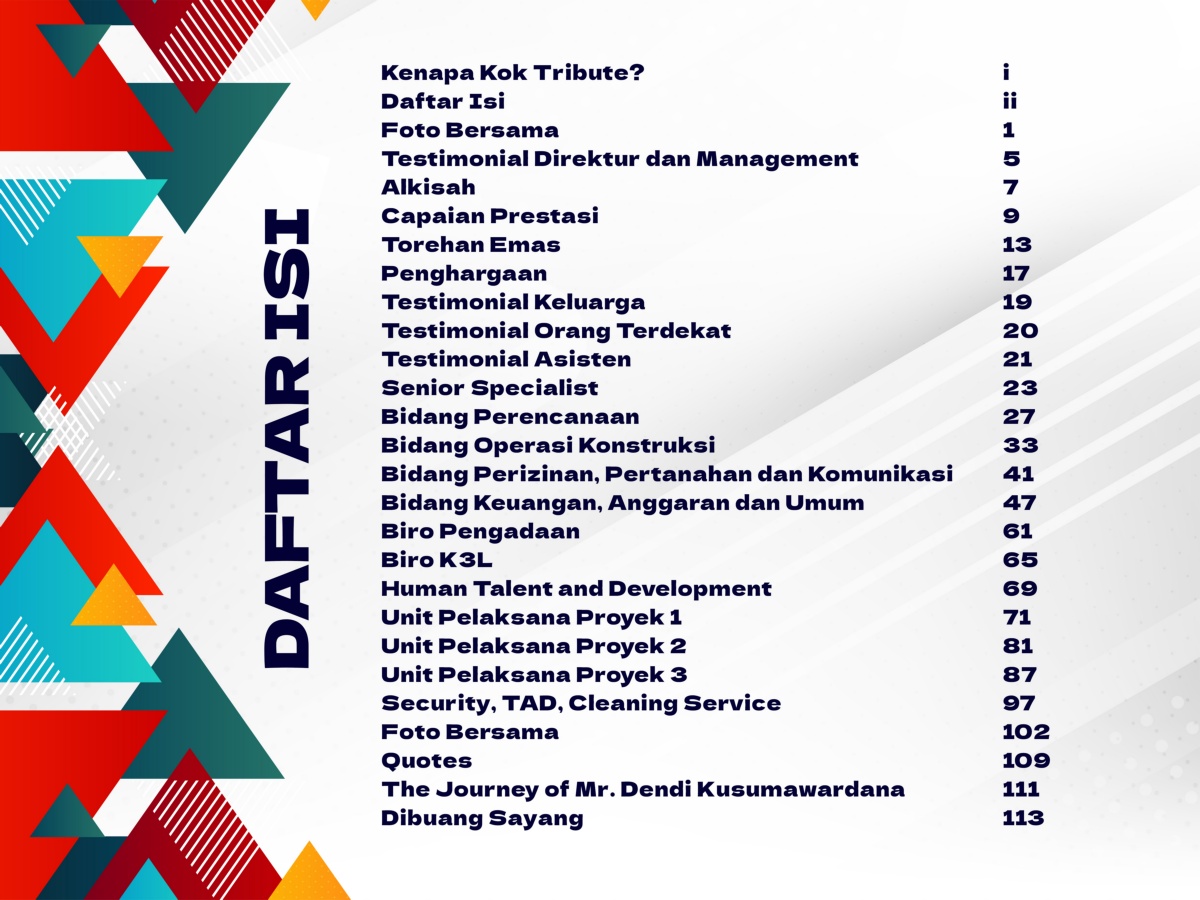 DAFTAR ISI
Kenapa Kok Tribute? i
Daftar Isi ii
Foto Bersama 1
Testimonial Direktur dan Management 5
Alkisah 7
Capaian Prestasi 9
Torehan Emas 13
Penghargaan 17
Testimonial Keluarga 19
Testimonial Orang Terdekat 20
Testimonial Asisten 21
Senior Specialist 23
Bidang Perencanaan 27
Bidang Operasi Konstruksi 33
Bidang Perizinan, Pertanahan dan Komunikasi 41
Bidang Keuangan, Anggaran dan Umum 47
Biro Pengadaan 61
Biro K3L 65
Human Talent and Development 69
Unit Pelaksana Proyek 1 71
Unit Pelaksana Proyek 2 81
Unit Pelaksana Proyek 3 87
Security, TAD, Cleaning Service 97
Foto Bersama 102
Quotes 109
The Journey of Mr. Dendi Kusumawardana 111
Dibuang Sayang 113